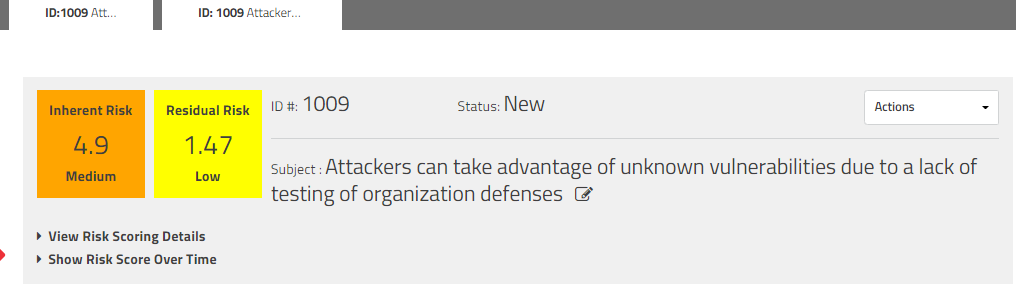 ID:1009 Att...
ID: 1009 Attacker...
Inherent Risk
4.9
Medium
Residual Risk
1.47
Low
ID #: 1009
Status: New
Actions
Subject : Attackers can take advantage of unknown vulnerabilities due to a lack of
testing of organization defenses
View Risk Scoring Details
Show Risk Score Over Time